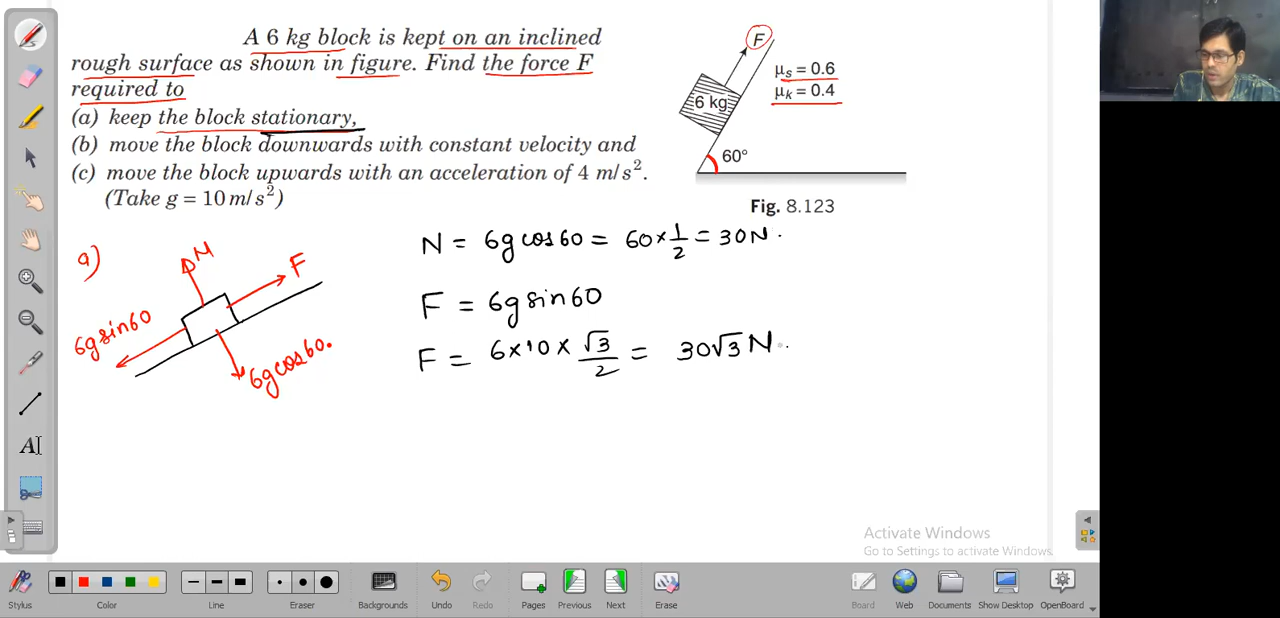 A 6 kg block is kept on an inclined
rough surface as shown in figure. Find the force F
required to
(a) keep the block stationary,
(b) move the block downwards with constant velocity and
(c) move the block upwards with an acceleration of 4 m/s².
(Take g = 10 m/s²)
F
6 kg
μs = 0.6
μK = 0.4
60°
Fig. 8.123
a)
N
F
6g sin60
6g cos60.
N = 6g cos60 = 60 × 1/2 = 30N.
F = 6g sin60
F = 6×10× √3/2 = 30√3 N
A
Activate Windows
Go to Settings to activate Windows.
Stylus
Color
Line
Eraser
Backgrounds
Undo
Redo
Pages
Previous
Next
Erase
Board
Web
Documents
Show Desktop
OpenBoard